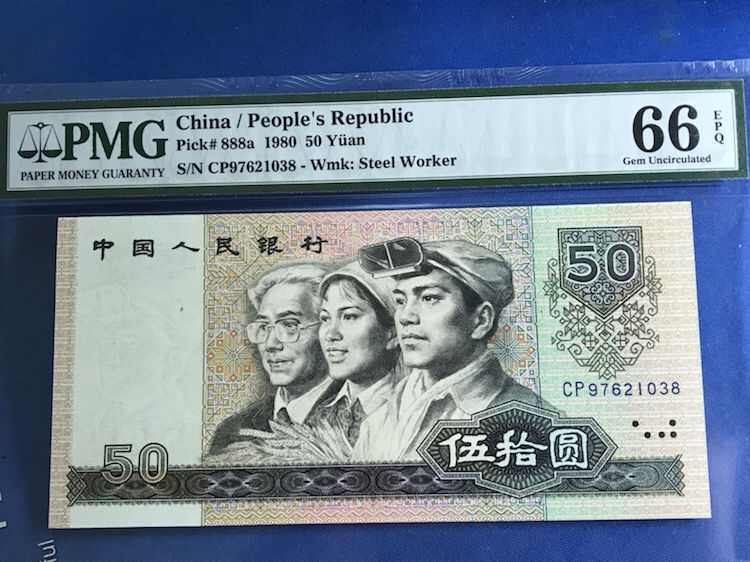 PMG
PAPER MONEY GUARANTY
China / People's Republic
Pick# 888a 1980 50 Yüan
S/N CP97621038 - Wmk: Steel Worker
66 EPQ
Gem Uncirculated
中国人民银行
50
CP97621038
50
伍拾圆
ful